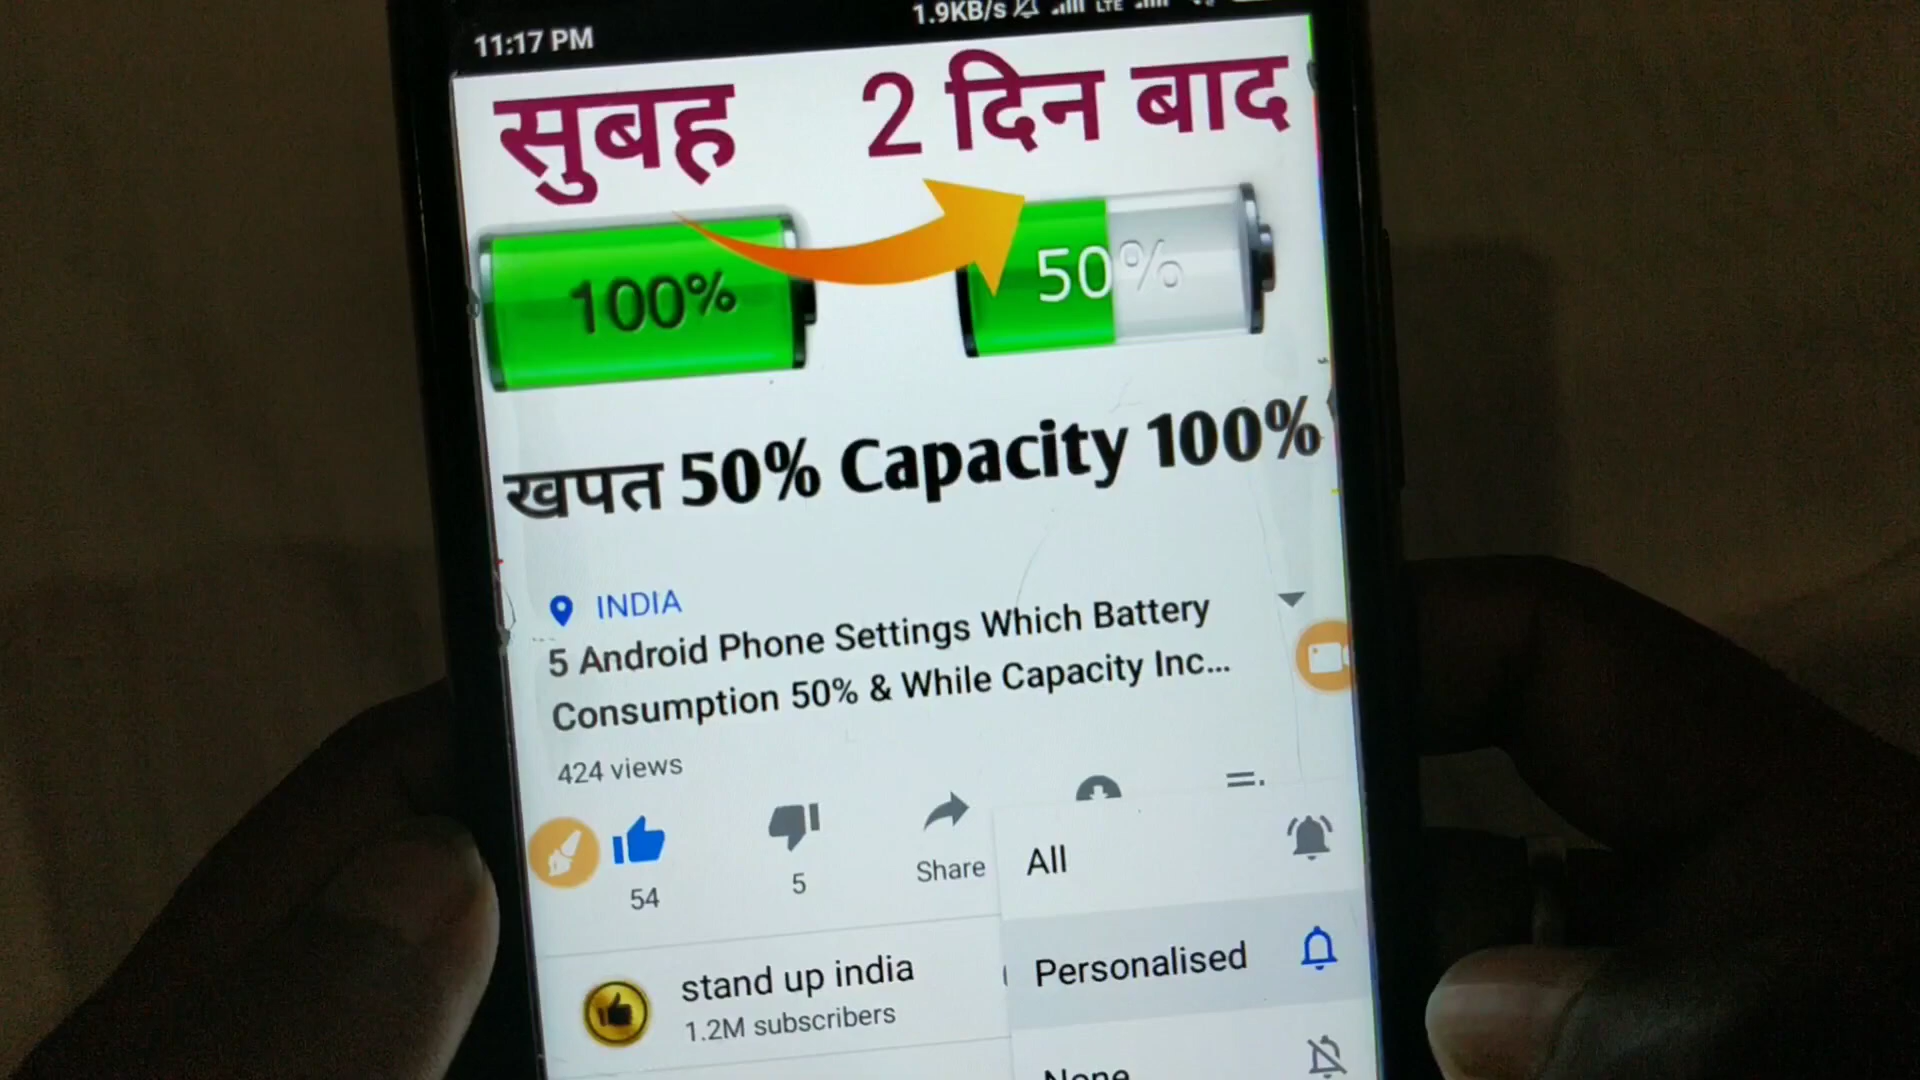 11:17 PM
1.9KB/s LTE
सुबह 2 दिन बाद
100% 50%
खपत 50% Capacity 100%
INDIA
5 Android Phone Settings Which Battery
Consumption 50% & While Capacity Inc...
424 views
54 5 Share
All
Personalised
None
stand up india
1.2M subscribers